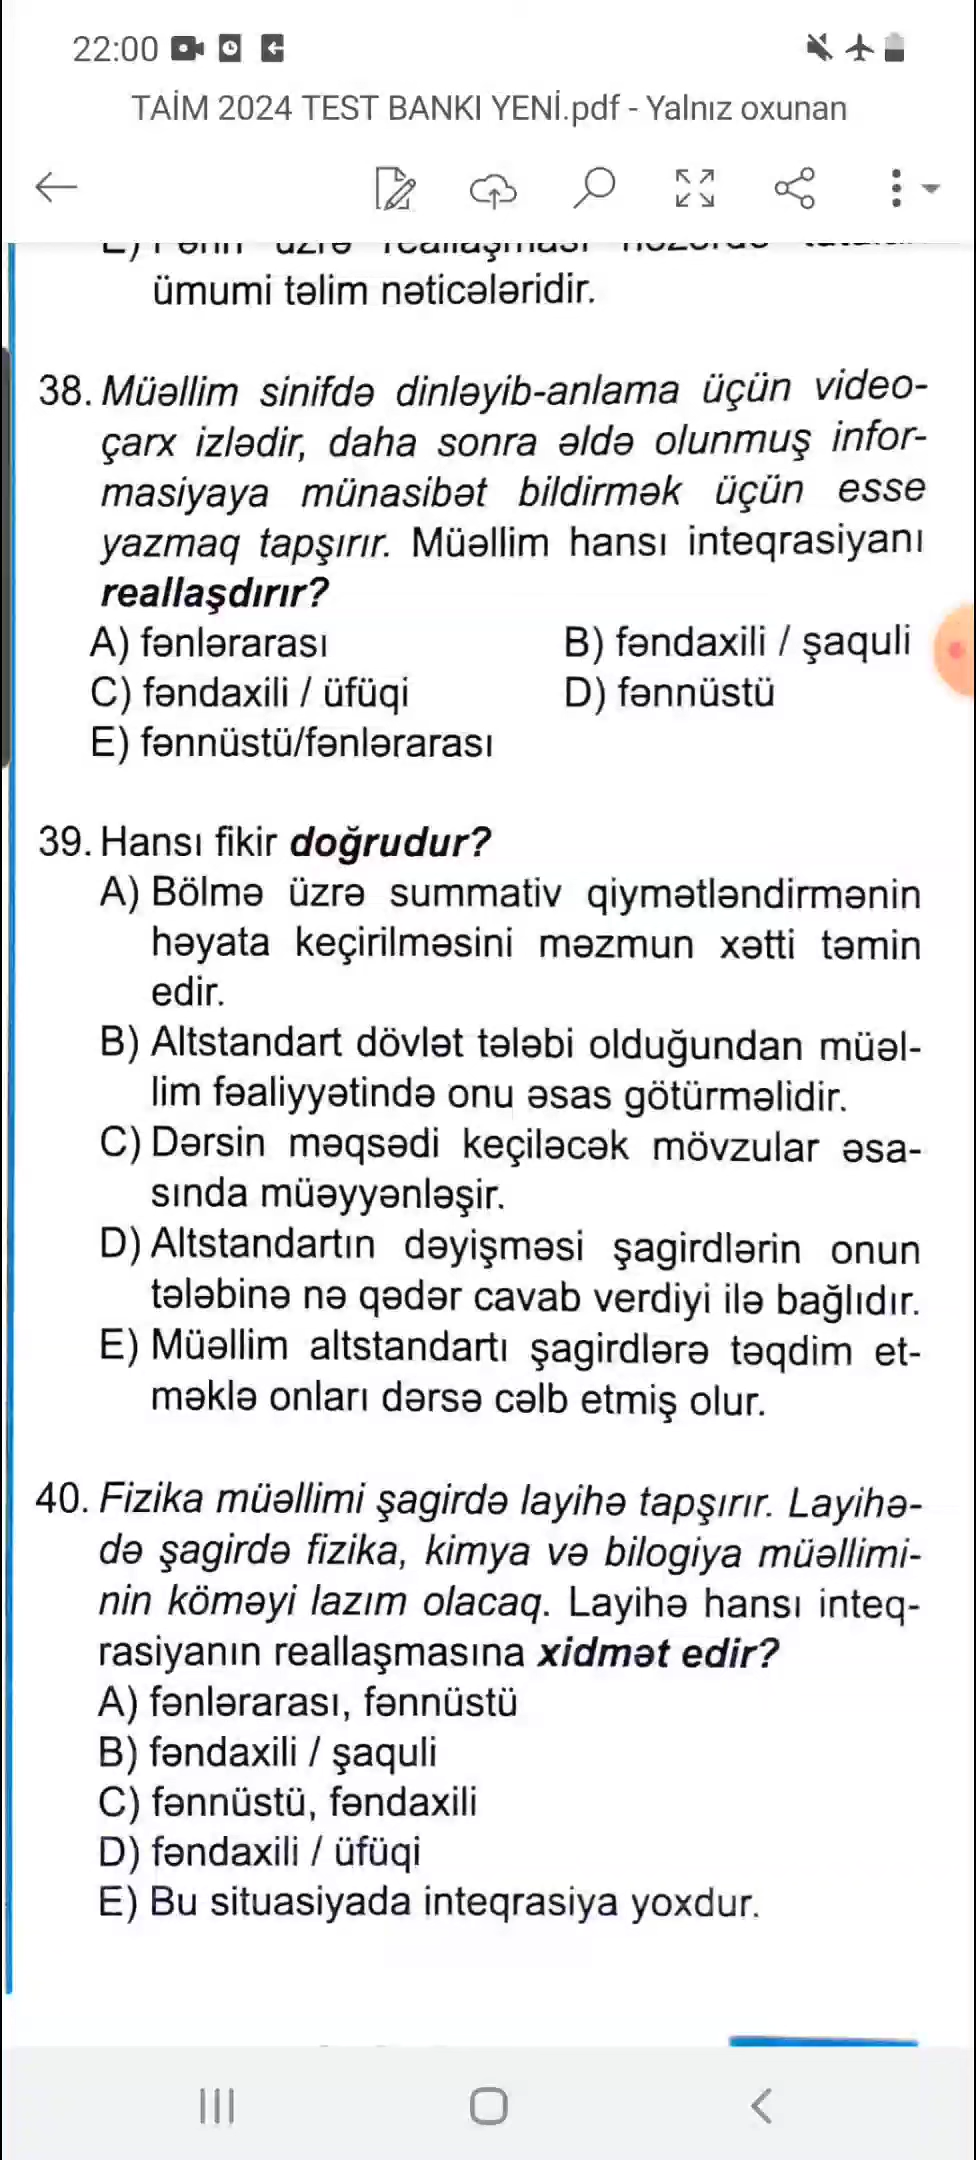 22:00
TAİM 2024 TEST BANKI YENİ.pdf - Yalnız oxunan
ümumi təlim nəticələridir.
38. Müəllim sinifdə dinləyib-anlama üçün video-
çarx izlədir, daha sonra əldə olunmuş infor-
masiyaya münasibət bildirmək üçün esse
yazmaq tapşırır. Müəllim hansı inteqrasiyanı
reallaşdırır?
A) fənlərarası B) fəndaxili / şaquli
C) fəndaxili / üfüqi D) fənnüstü
E) fənnüstü/fənlərarası
39. Hansı fikir doğrudur?
A) Bölmə üzrə summativ qiymətləndirmənin
həyata keçirilməsini məzmun xətti təmin
edir.
B) Altstandart dövlət tələbi olduğundan müəl-
lim fəaliyyətində onu əsas götürməlidir.
C) Dərsin məqsədi keçiləcək mövzular əsa-
sında müəyyənləşir.
D) Altstandartın dəyişməsi şagirdlərin onun
tələbinə nə qədər cavab verdiyi ilə bağlıdır.
E) Müəllim altstandartı şagirdlərə təqdim et-
məklə onları dərsə cəlb etmiş olur.
40. Fizika müəllimi şagirdə layihə tapşırır. Layihə-
də şagirdə fizika, kimya və bilogiya müəllimi-
nin köməyi lazım olacaq. Layihə hansı inteq-
rasiyanın reallaşmasına xidmət edir?
A) fənlərarası, fənnüstü
B) fəndaxili / şaquli
C) fənnüstü, fəndaxili
D) fəndaxili / üfüqi
E) Bu situasiyada inteqrasiya yoxdur.